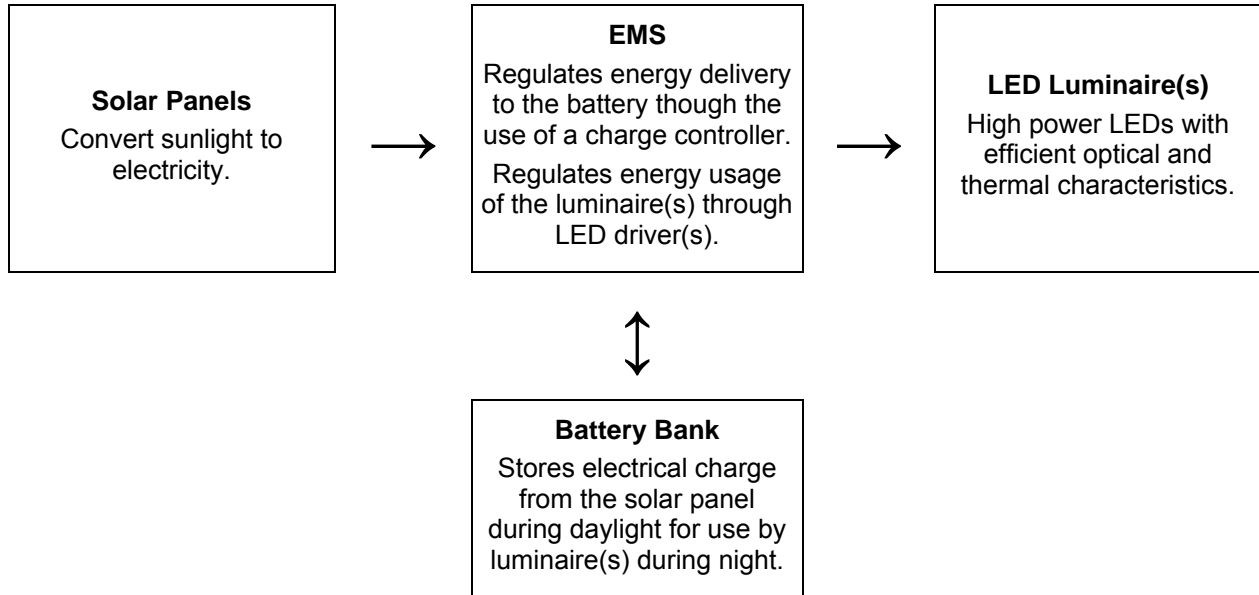 Solar Panels
Convert sunlight to
electricity.
EMS
Regulates energy delivery
to the battery though the
use of a charge controller.
Regulates energy usage
of the luminaire(s) through
LED driver(s).
LED Luminaire(s)
High power LEDs with
efficient optical and
thermal characteristics.
Battery Bank
Stores electrical charge
from the solar panel
during daylight for use by
luminaire(s) during night.